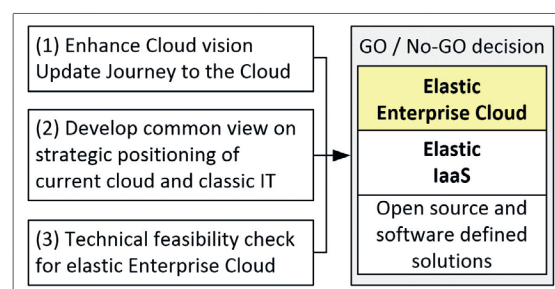 (1) Enhance Cloud vision
Update Journey to the Cloud
(2) Develop common view on
strategic positioning of
current cloud and classic IT
(3) Technical feasibility check
for elastic Enterprise Cloud
GO / No-GO decision
Elastic
Enterprise Cloud
Elastic
IaaS
Open source and
software defined
solutions